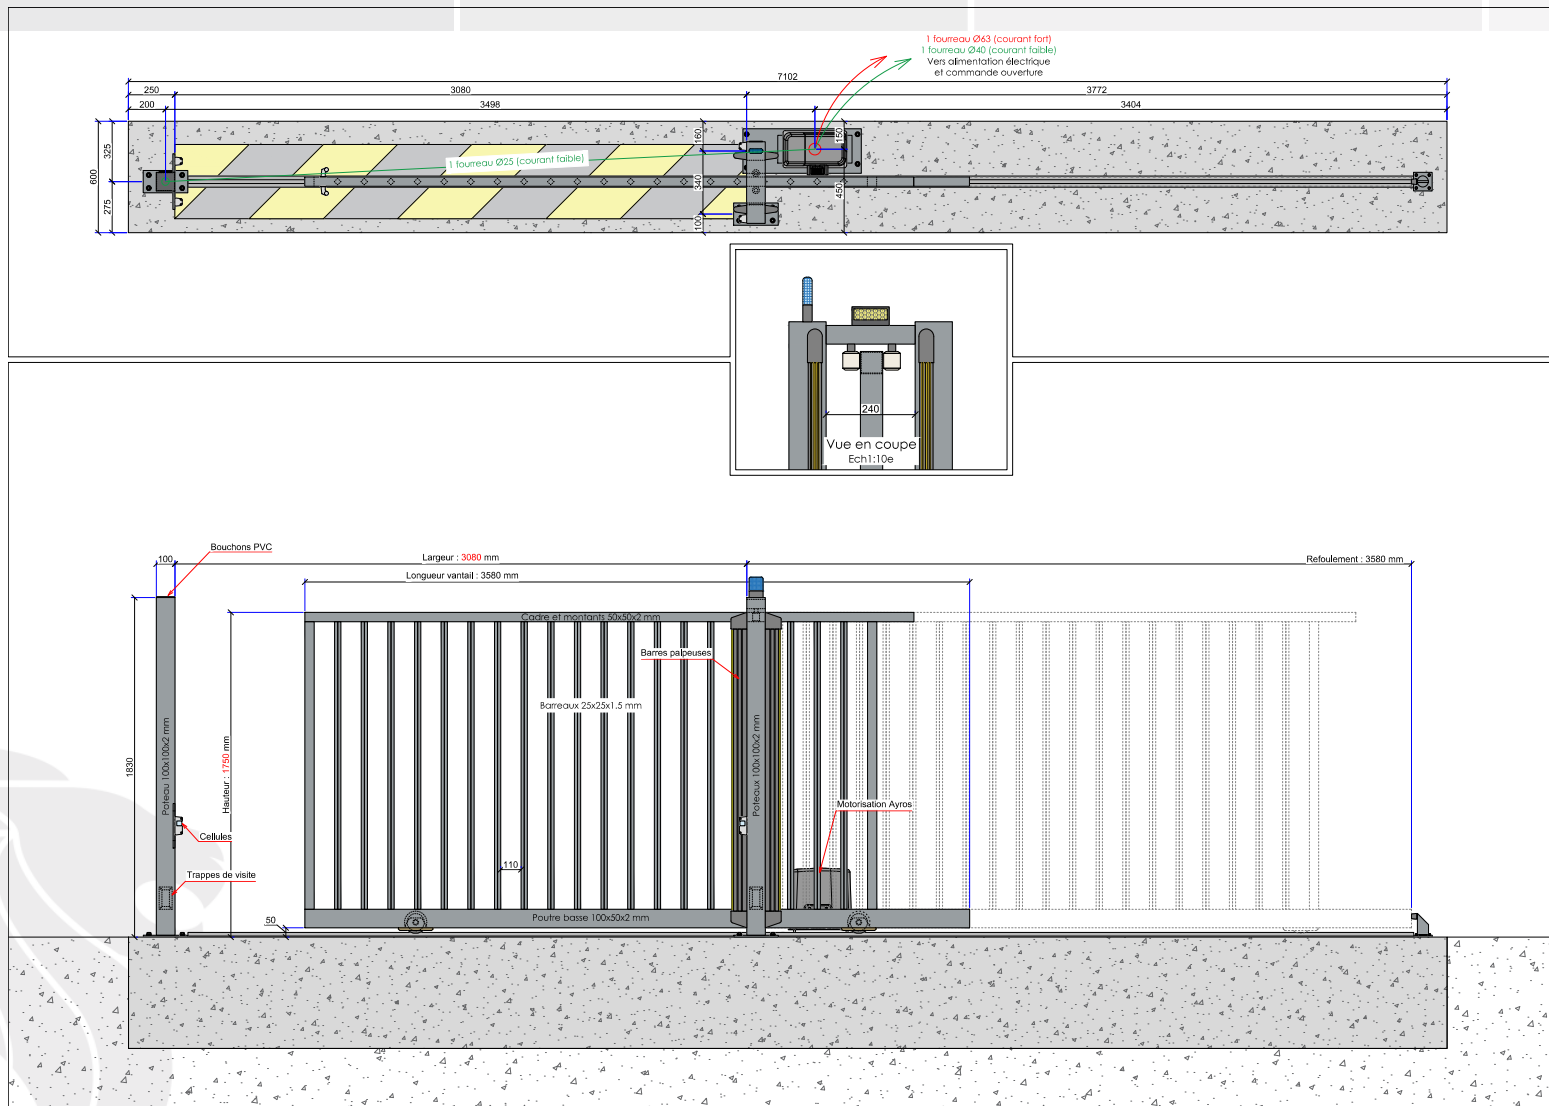 1 fourreau Ø63 (courant fort)
1 fourreau Ø40 (courant faible)
Vers alimentation électrique
et commande ouverture
7102
250
3080
3772
200
3498
3404
600
325
275
160
340
100
150
450
1 fourreau Ø25 (courant faible)
240
Vue en coupe
Ech1:10e
Bouchons PVC
100
Largeur : 3080 mm
Refoulement : 3580 mm
Longueur vantail : 3580 mm
Cadre et montants 50x50x2 mm
Barres palpeuses
Barreaux 25x25x1.5 mm
Poteau 100x100x2 mm
Poteaux 100x100x2 mm
1830
Hauteur : 1750 mm
Motorisation Ayros
Cellules
110
Trappes de visite
50
Poutre basse 100x50x2 mm